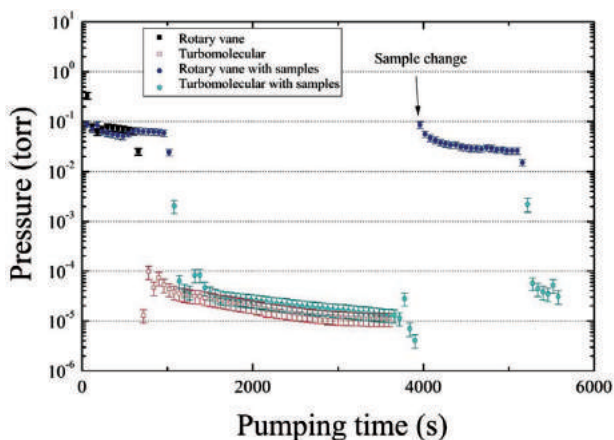 Rotary vane
Turbomolecular
Rotary vane with samples
Turbomolecular with samples
Sample change
10^1
10^0
10^-1
10^-2
10^-3
10^-4
10^-5
10^-6
Pressure (torr)
0 2000 4000 6000
Pumping time (s)